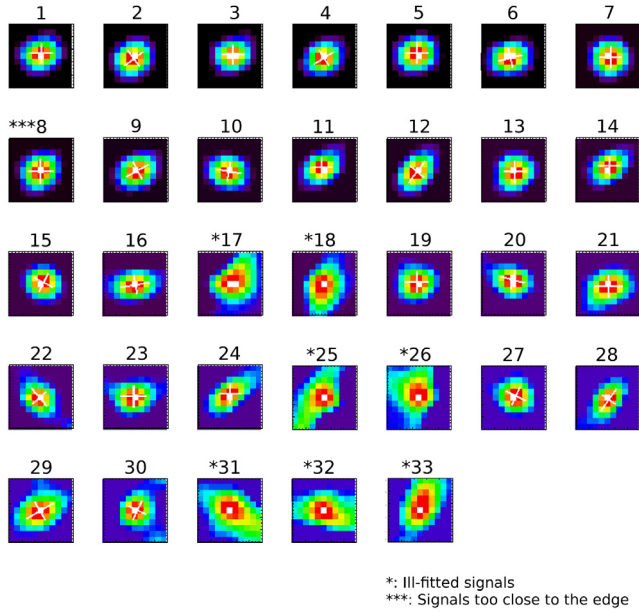 1 2 3 4 5 6 7
***8 9 10 11 12 13 14
15 16 *17 *18 19 20 21
22 23 24 *25 *26 27 28
29 30 *31 *32 *33
*: Ill-fitted signals
***: Signals too close to the edge